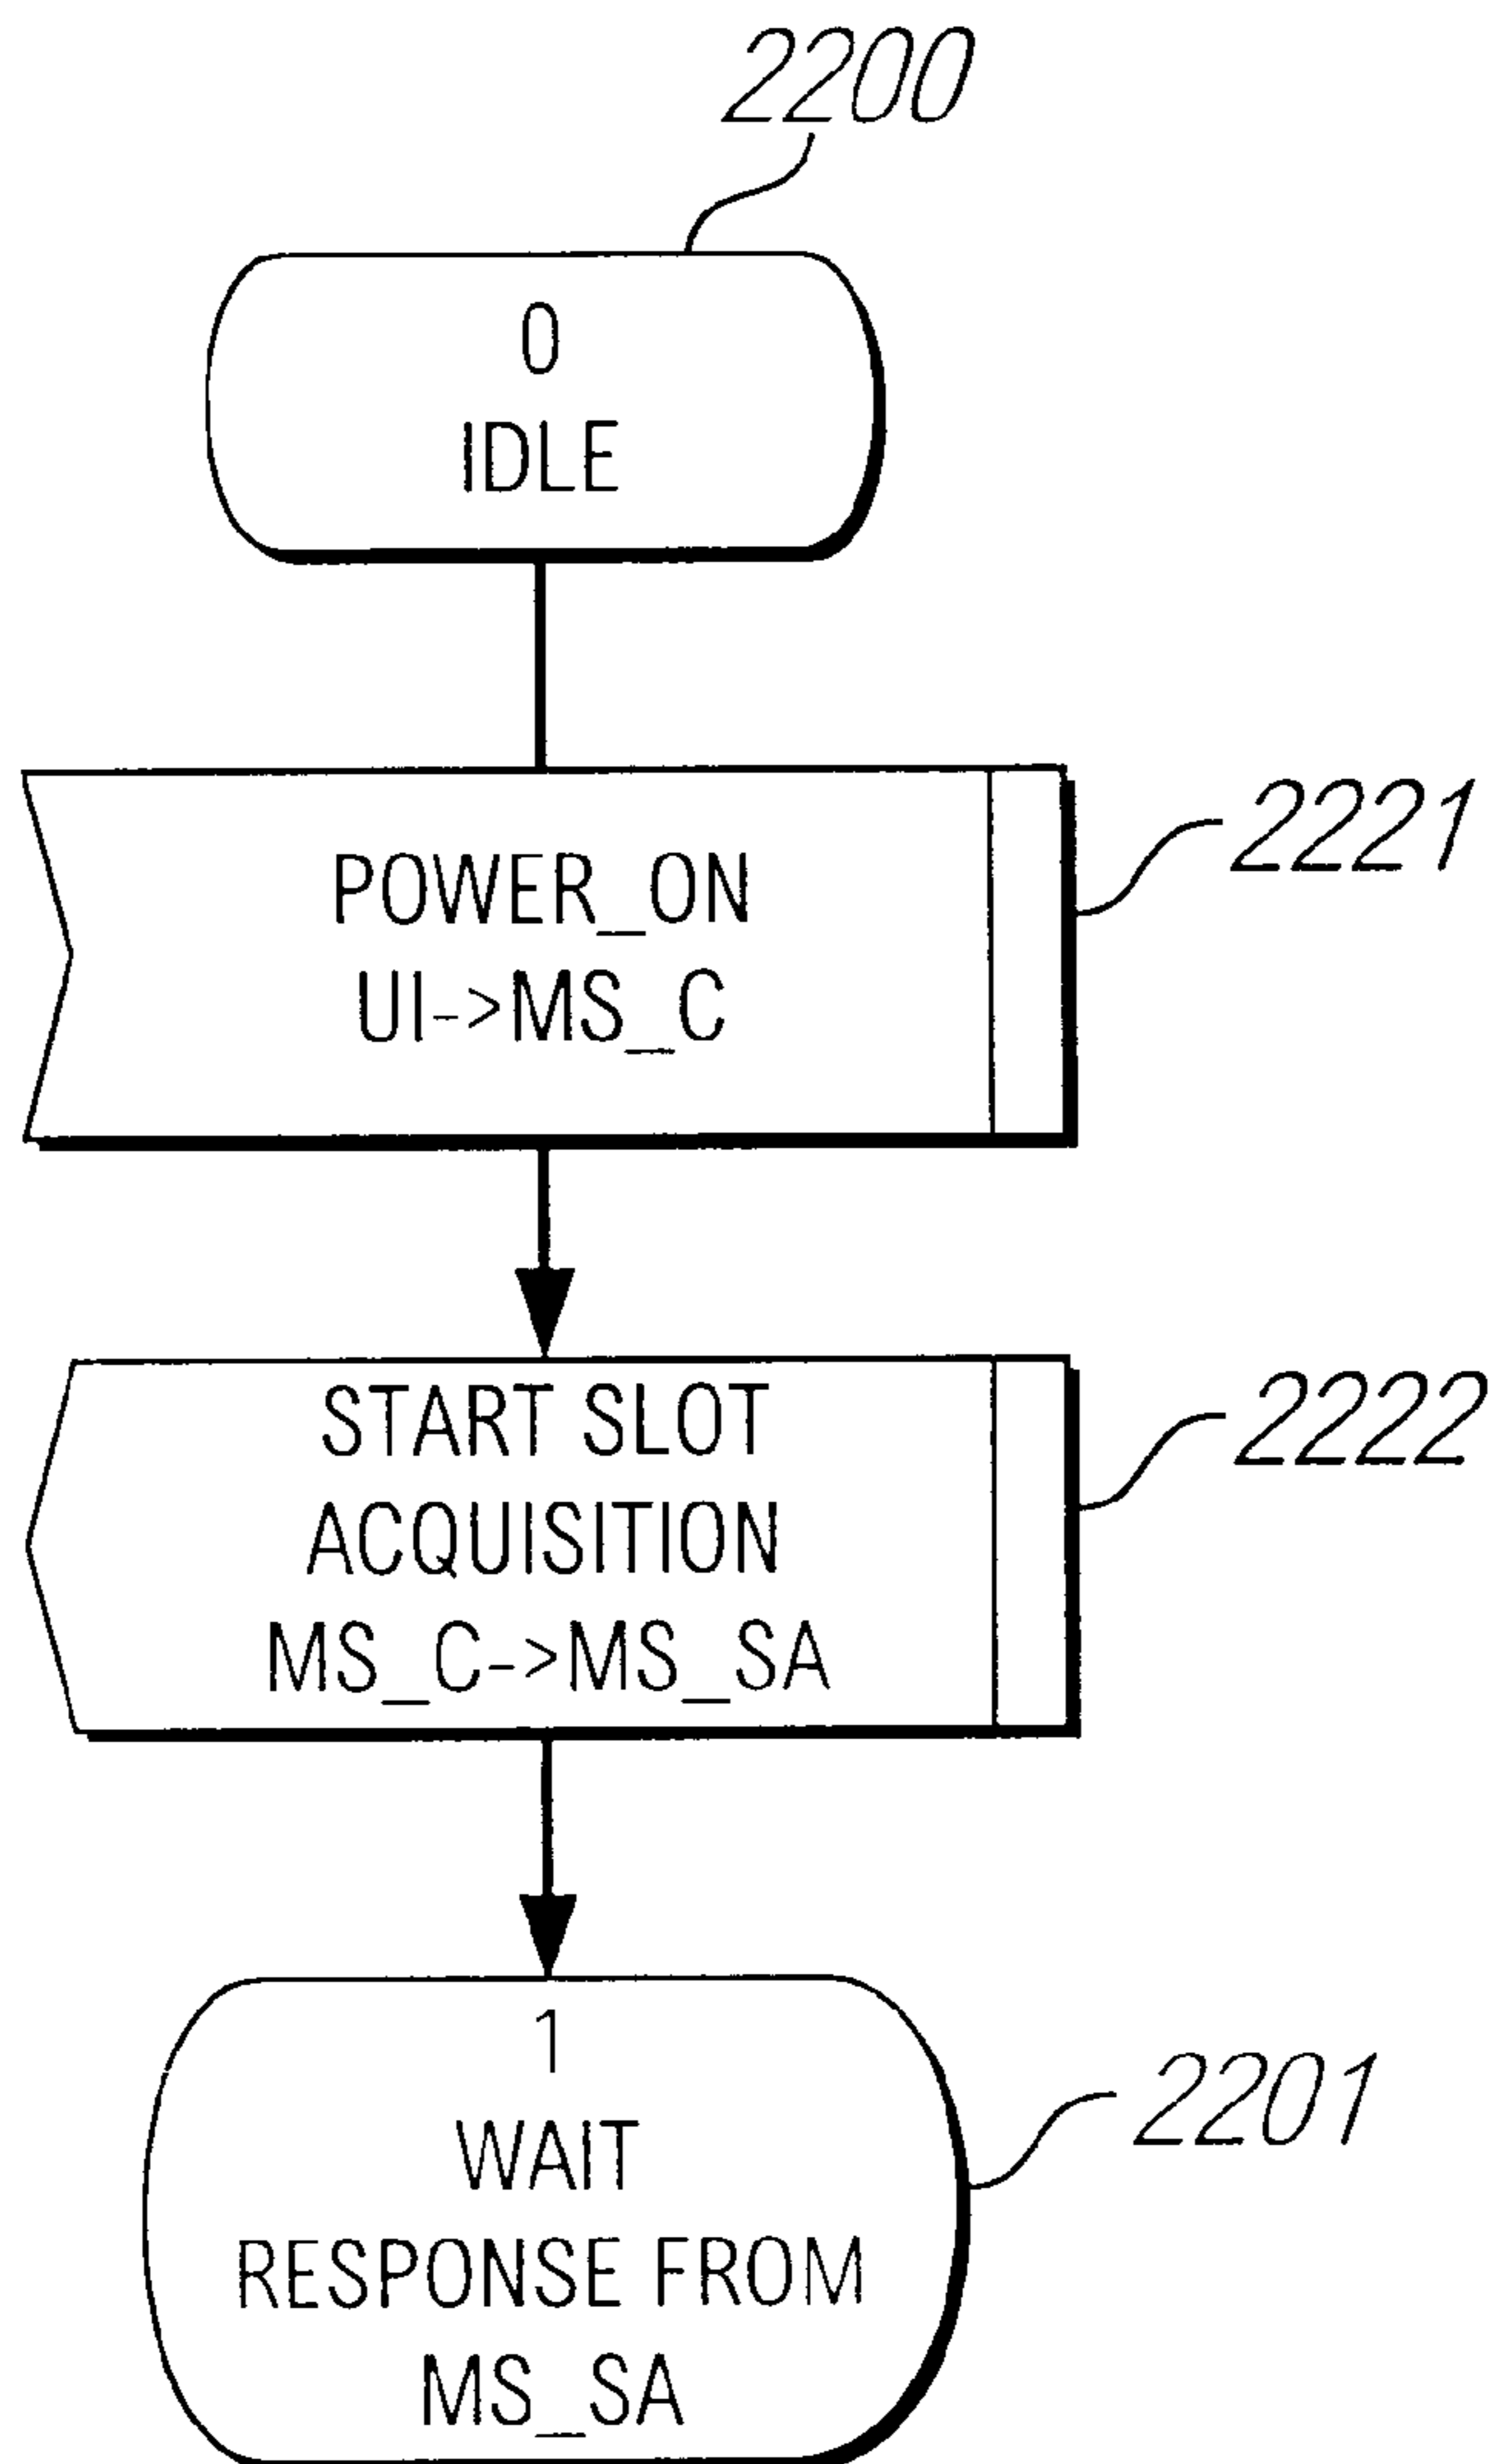 2200
0
IDLE
POWER_ON
UI->MS_C
2221
START SLOT
ACQUISITION
MS_C->MS_SA
2222
1
WAIT
RESPONSE FROM
MS_SA
2201